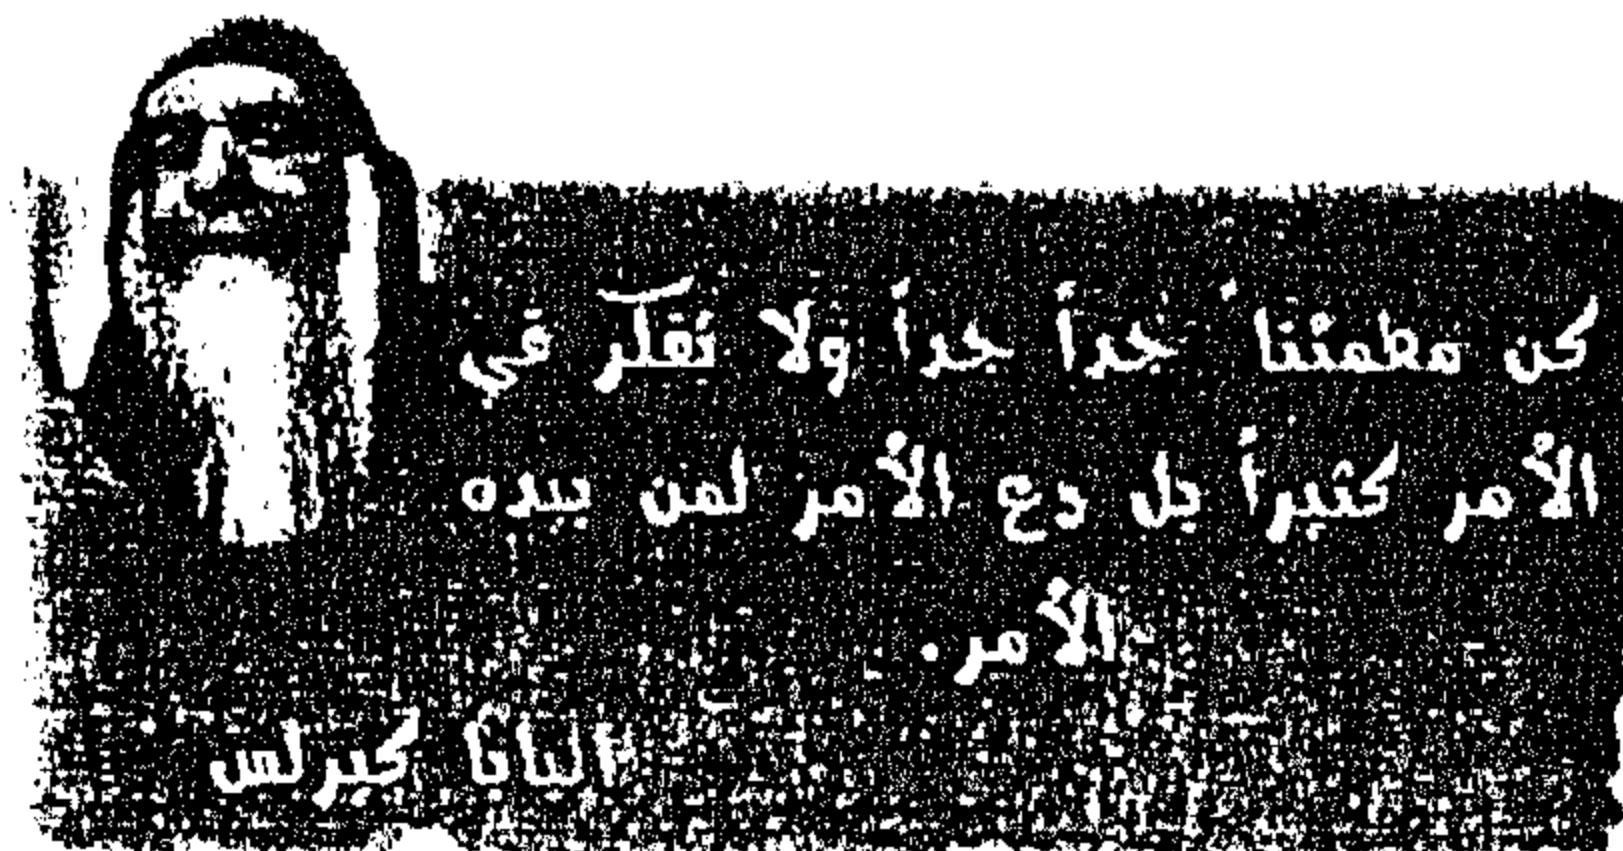 كن مطمئنا جداً جداً ولا تفكر في
الأمر كثيراً بل دع الأمر لمن بيده
الأمر.
البابا كيرلس